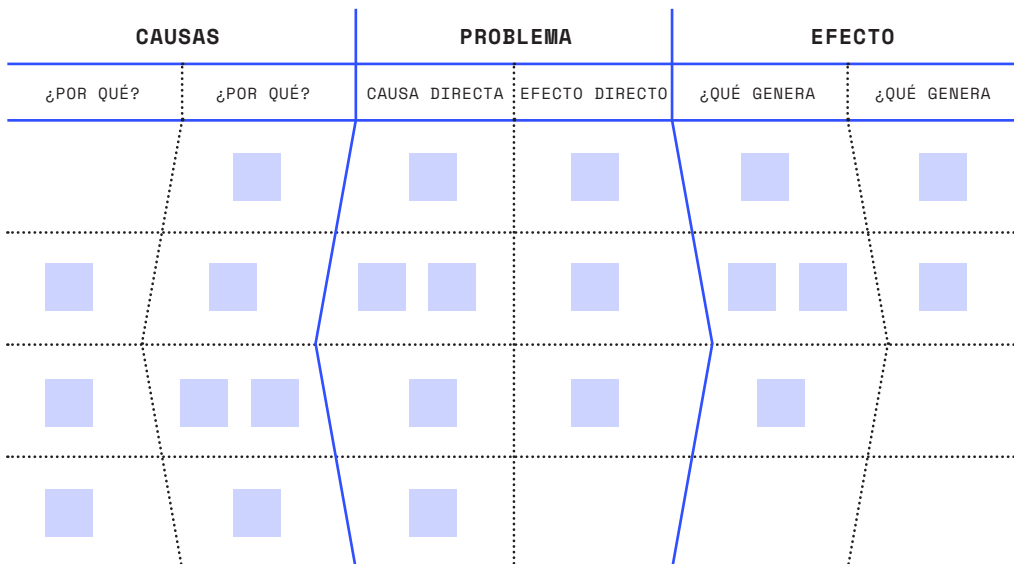 CAUSAS PROBLEMA EFECTO
¿POR QUÉ? ¿POR QUÉ? CAUSA DIRECTA EFECTO DIRECTO ¿QUÉ GENERA ¿QUÉ GENERA